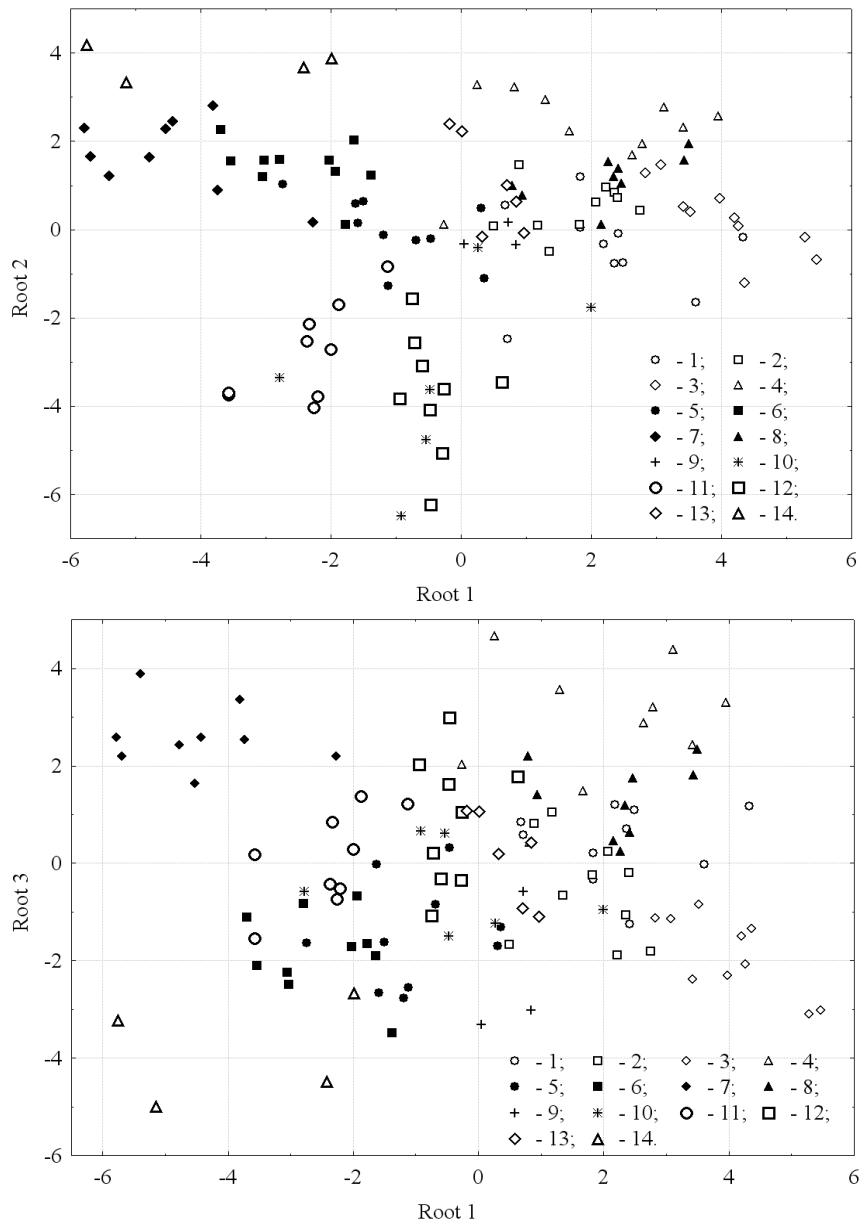 4
2
0
-2
-4
-6
Root 2
- 1; - 2;
- 3; - 4;
- 5; - 6;
- 7; - 8;
- 9; - 10;
- 11; - 12;
- 13; - 14.
-6 -4 -2 0 2 4 6
Root 1
4
2
0
-2
-4
-6
Root 3
- 1; - 2; - 3; - 4;
- 5; - 6; - 7; - 8;
- 9; - 10; - 11; - 12;
- 13; - 14.
-6 -4 -2 0 2 4 6
Root 1